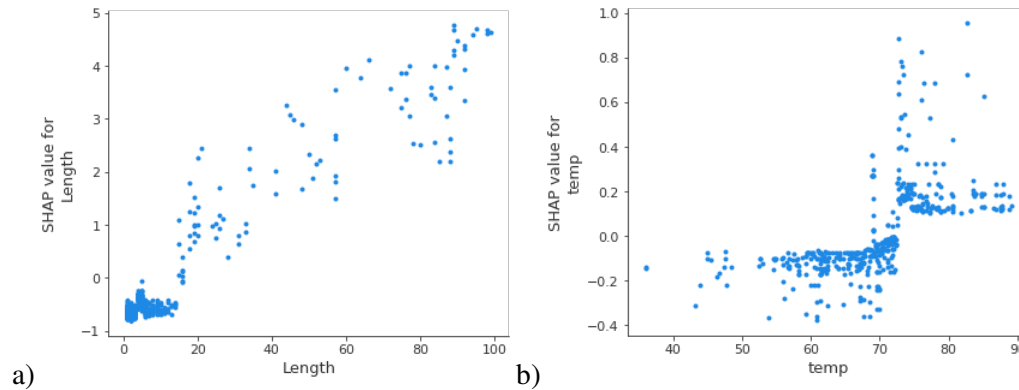 5
4
3
2
1
0
−1
SHAP value for
Length
0 20 40 60 80 100
Length
a)
1.0
0.8
0.6
0.4
0.2
0.0
−0.2
−0.4
SHAP value for
temp
40 50 60 70 80 90
temp
b)